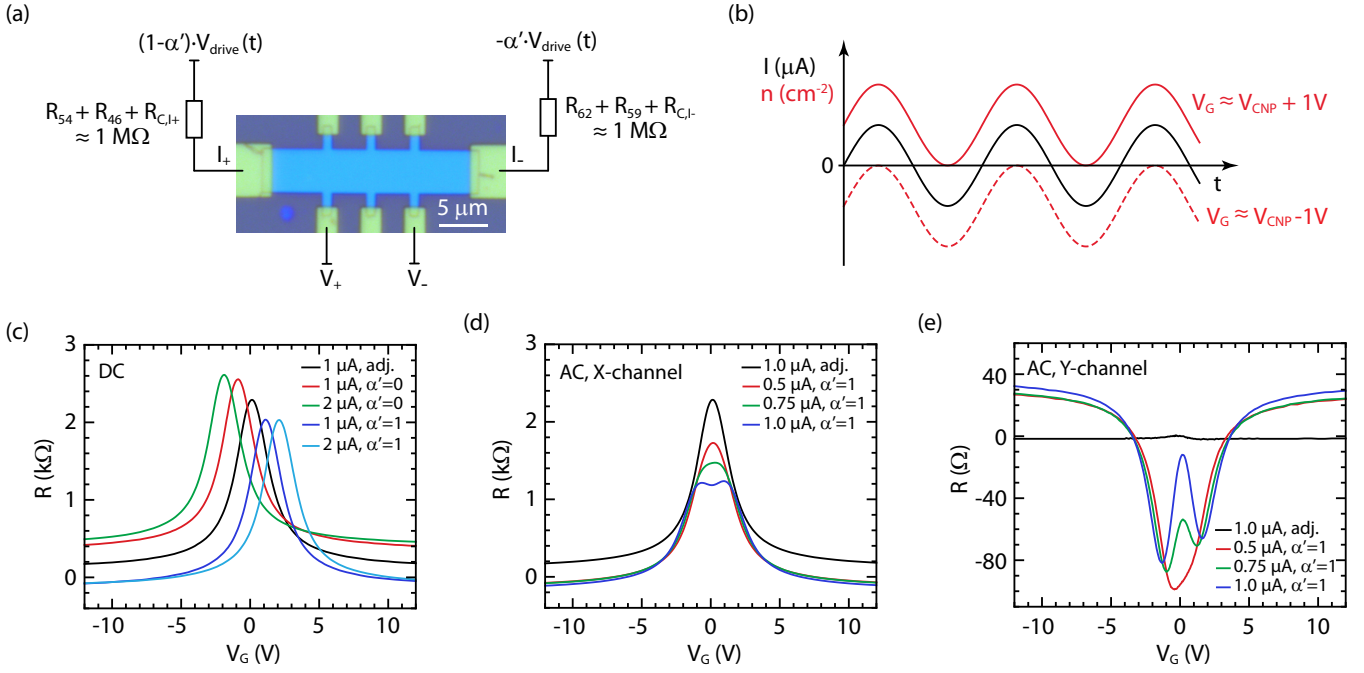 (a)
(1-α')·V_drive (t)
-α'·V_drive (t)
R_54 + R_46 + R_C,I+
≈ 1 MΩ
R_62 + R_59 + R_C,I-
≈ 1 MΩ
I_+
I_-
5 μm
V_+
V_-
(b)
I (μA)
n (cm^-2)
V_G ≈ V_CNP + 1V
0
t
V_G ≈ V_CNP -1V
(c)
DC
1 μA, adj.
1 μA, α'=0
2 μA, α'=0
1 μA, α'=1
2 μA, α'=1
R (kΩ)
3
2
1
0
-10 -5 0 5 10
V_G (V)
(d)
AC, X-channel
1.0 μA, adj.
0.5 μA, α'=1
0.75 μA, α'=1
1.0 μA, α'=1
R (kΩ)
3
2
1
0
-10 -5 0 5 10
V_G (V)
(e)
AC, Y-channel
R (Ω)
40
0
-40
-80
1.0 μA, adj.
0.5 μA, α'=1
0.75 μA, α'=1
1.0 μA, α'=1
-10 -5 0 5 10
V_G (V)